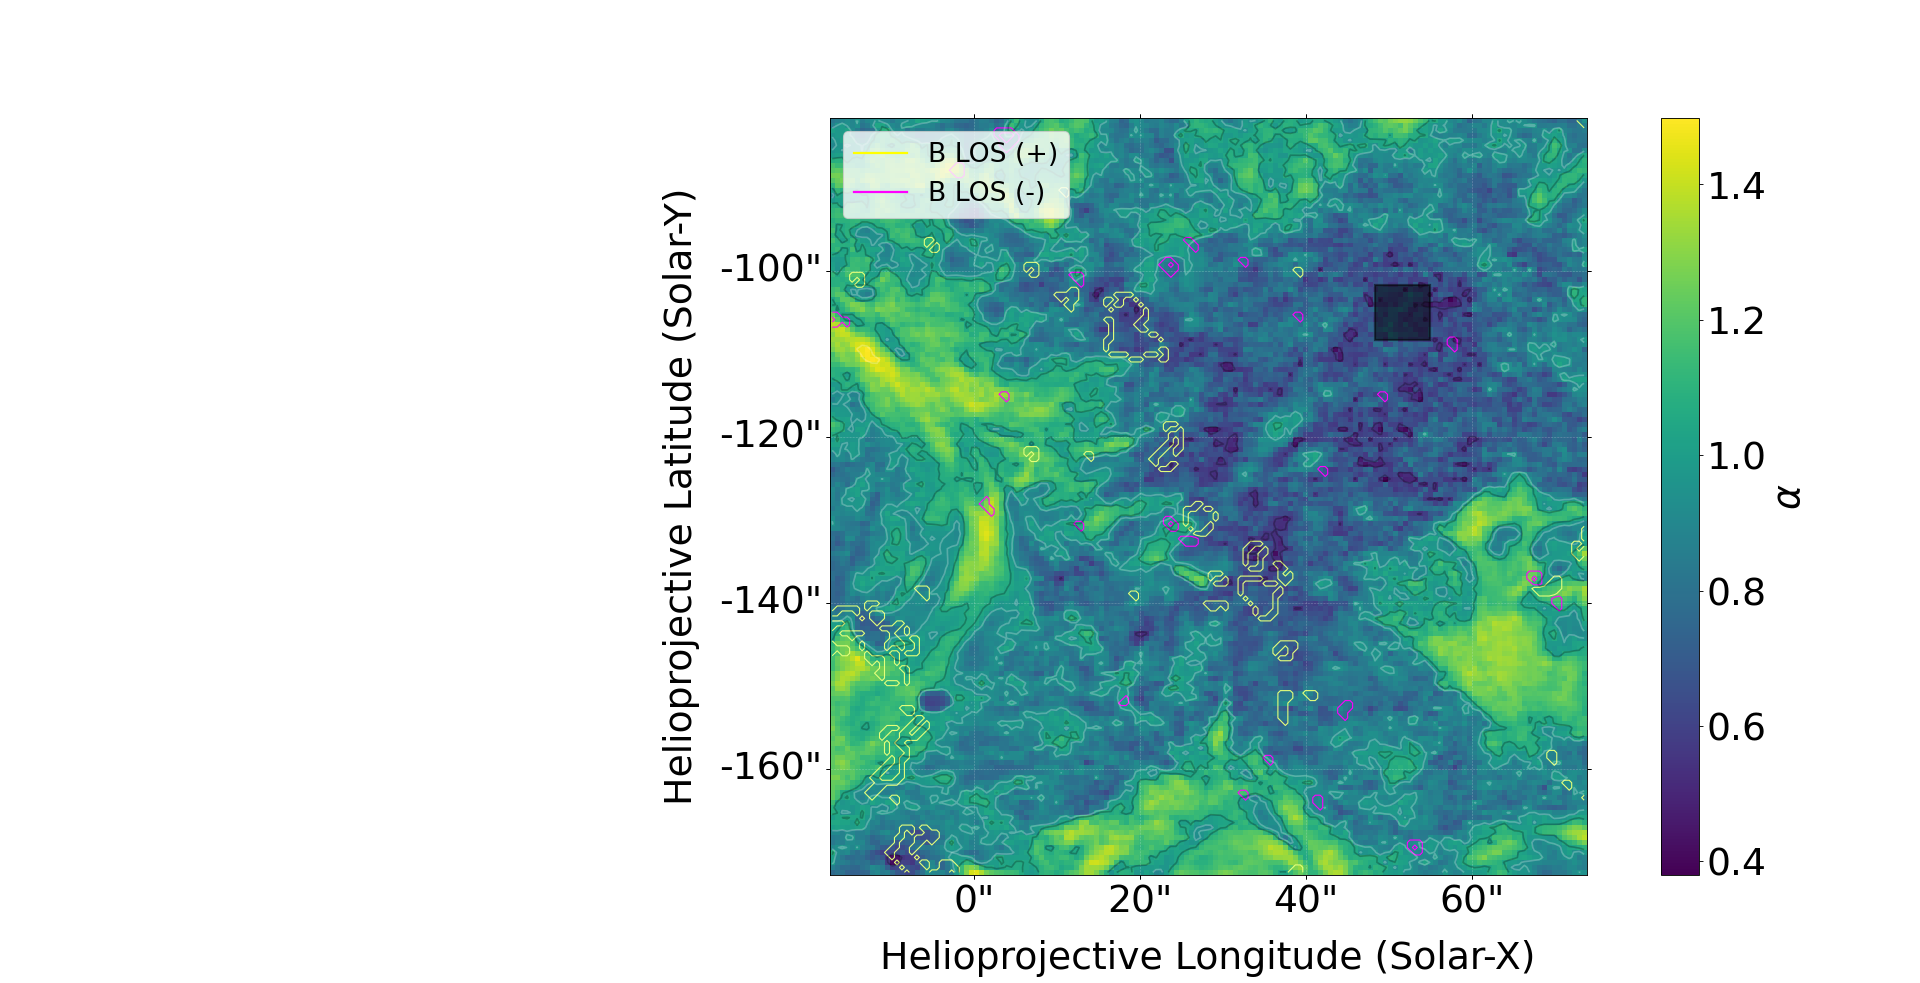 B LOS (+)
B LOS (-)
Helioprojective Latitude (Solar-Y)
-100"
-120"
-140"
-160"
0" 20" 40" 60"
Helioprojective Longitude (Solar-X)
1.4
1.2
1.0
0.8
0.6
0.4
α